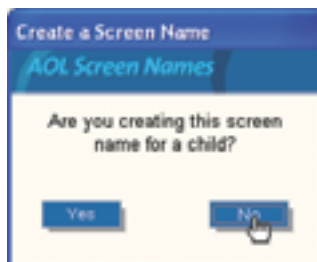 Create a Screen Name
AOL Screen Names
Are you creating this screen
name for a child?
Yes
No